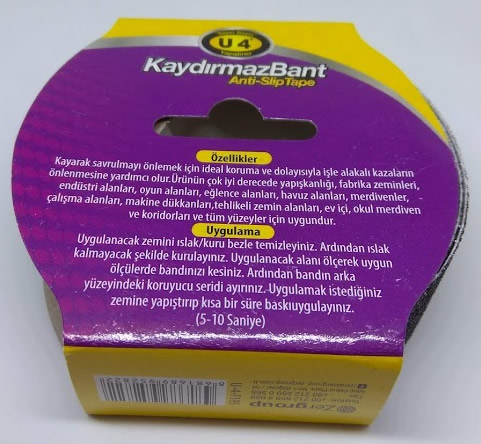 U 4
KaydırmazBant
Anti-SlipTape
Özellikler
Kayarak savrulmayı önlemek için ideal koruma ve dolayısıyla işle alakalı kazaların
önlenmesine yardımcı olur.Ürünün çok iyi derecede yapışkanlığı, fabrika zeminleri,
endüstri alanları, oyun alanları, eğlence alanları, havuz alanları, merdivenler,
çalışma alanları, makine dükkanları,tehlikeli zemin alanları, ev içi, okul merdiven
ve koridorları ve tüm yüzeyler için uygundur.
Uygulama
Uygulanacak zemini ıslak/kuru bezle temizleyiniz. Ardından ıslak
kalmayacak şekilde kurulayınız. Uygulanacak alanı ölçerek uygun
ölçülerde bandınızı kesiniz. Ardından bandın arka
yüzeyindeki koruyucu seridi ayırınız. Uygulamak istediğiniz
zemine yapıştırıp kısa bir süre baskıuygulayınız.
(5-10 Saniye)
Zergroup